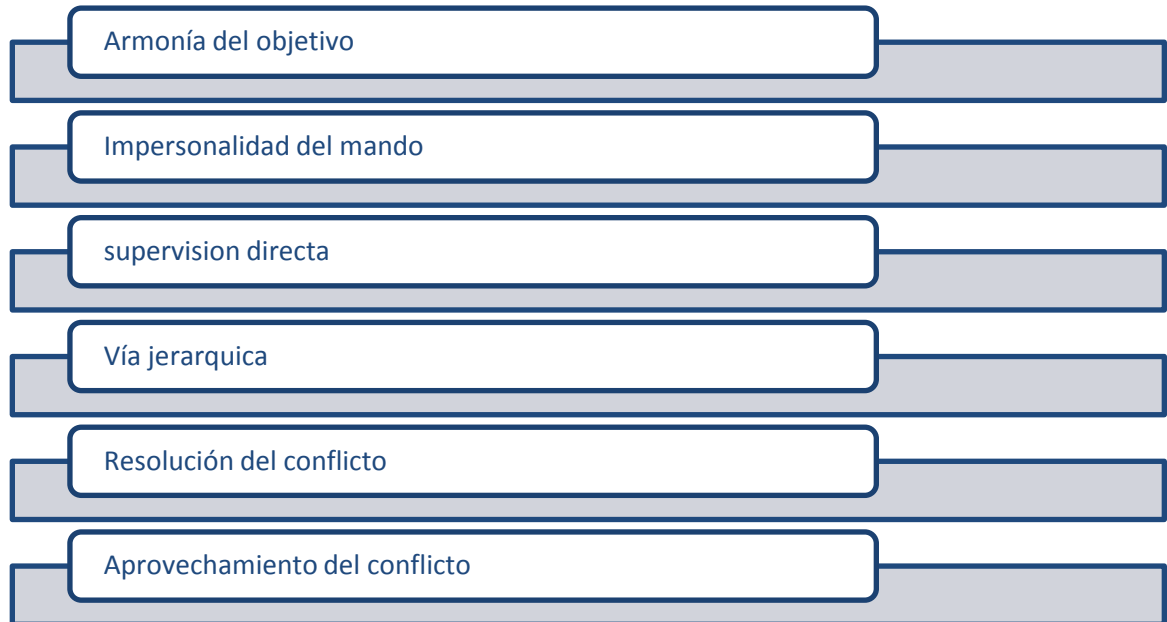 Armonía del objetivo
Impersonalidad del mando
supervision directa
Vía jerarquica
Resolución del conflicto
Aprovechamiento del conflicto